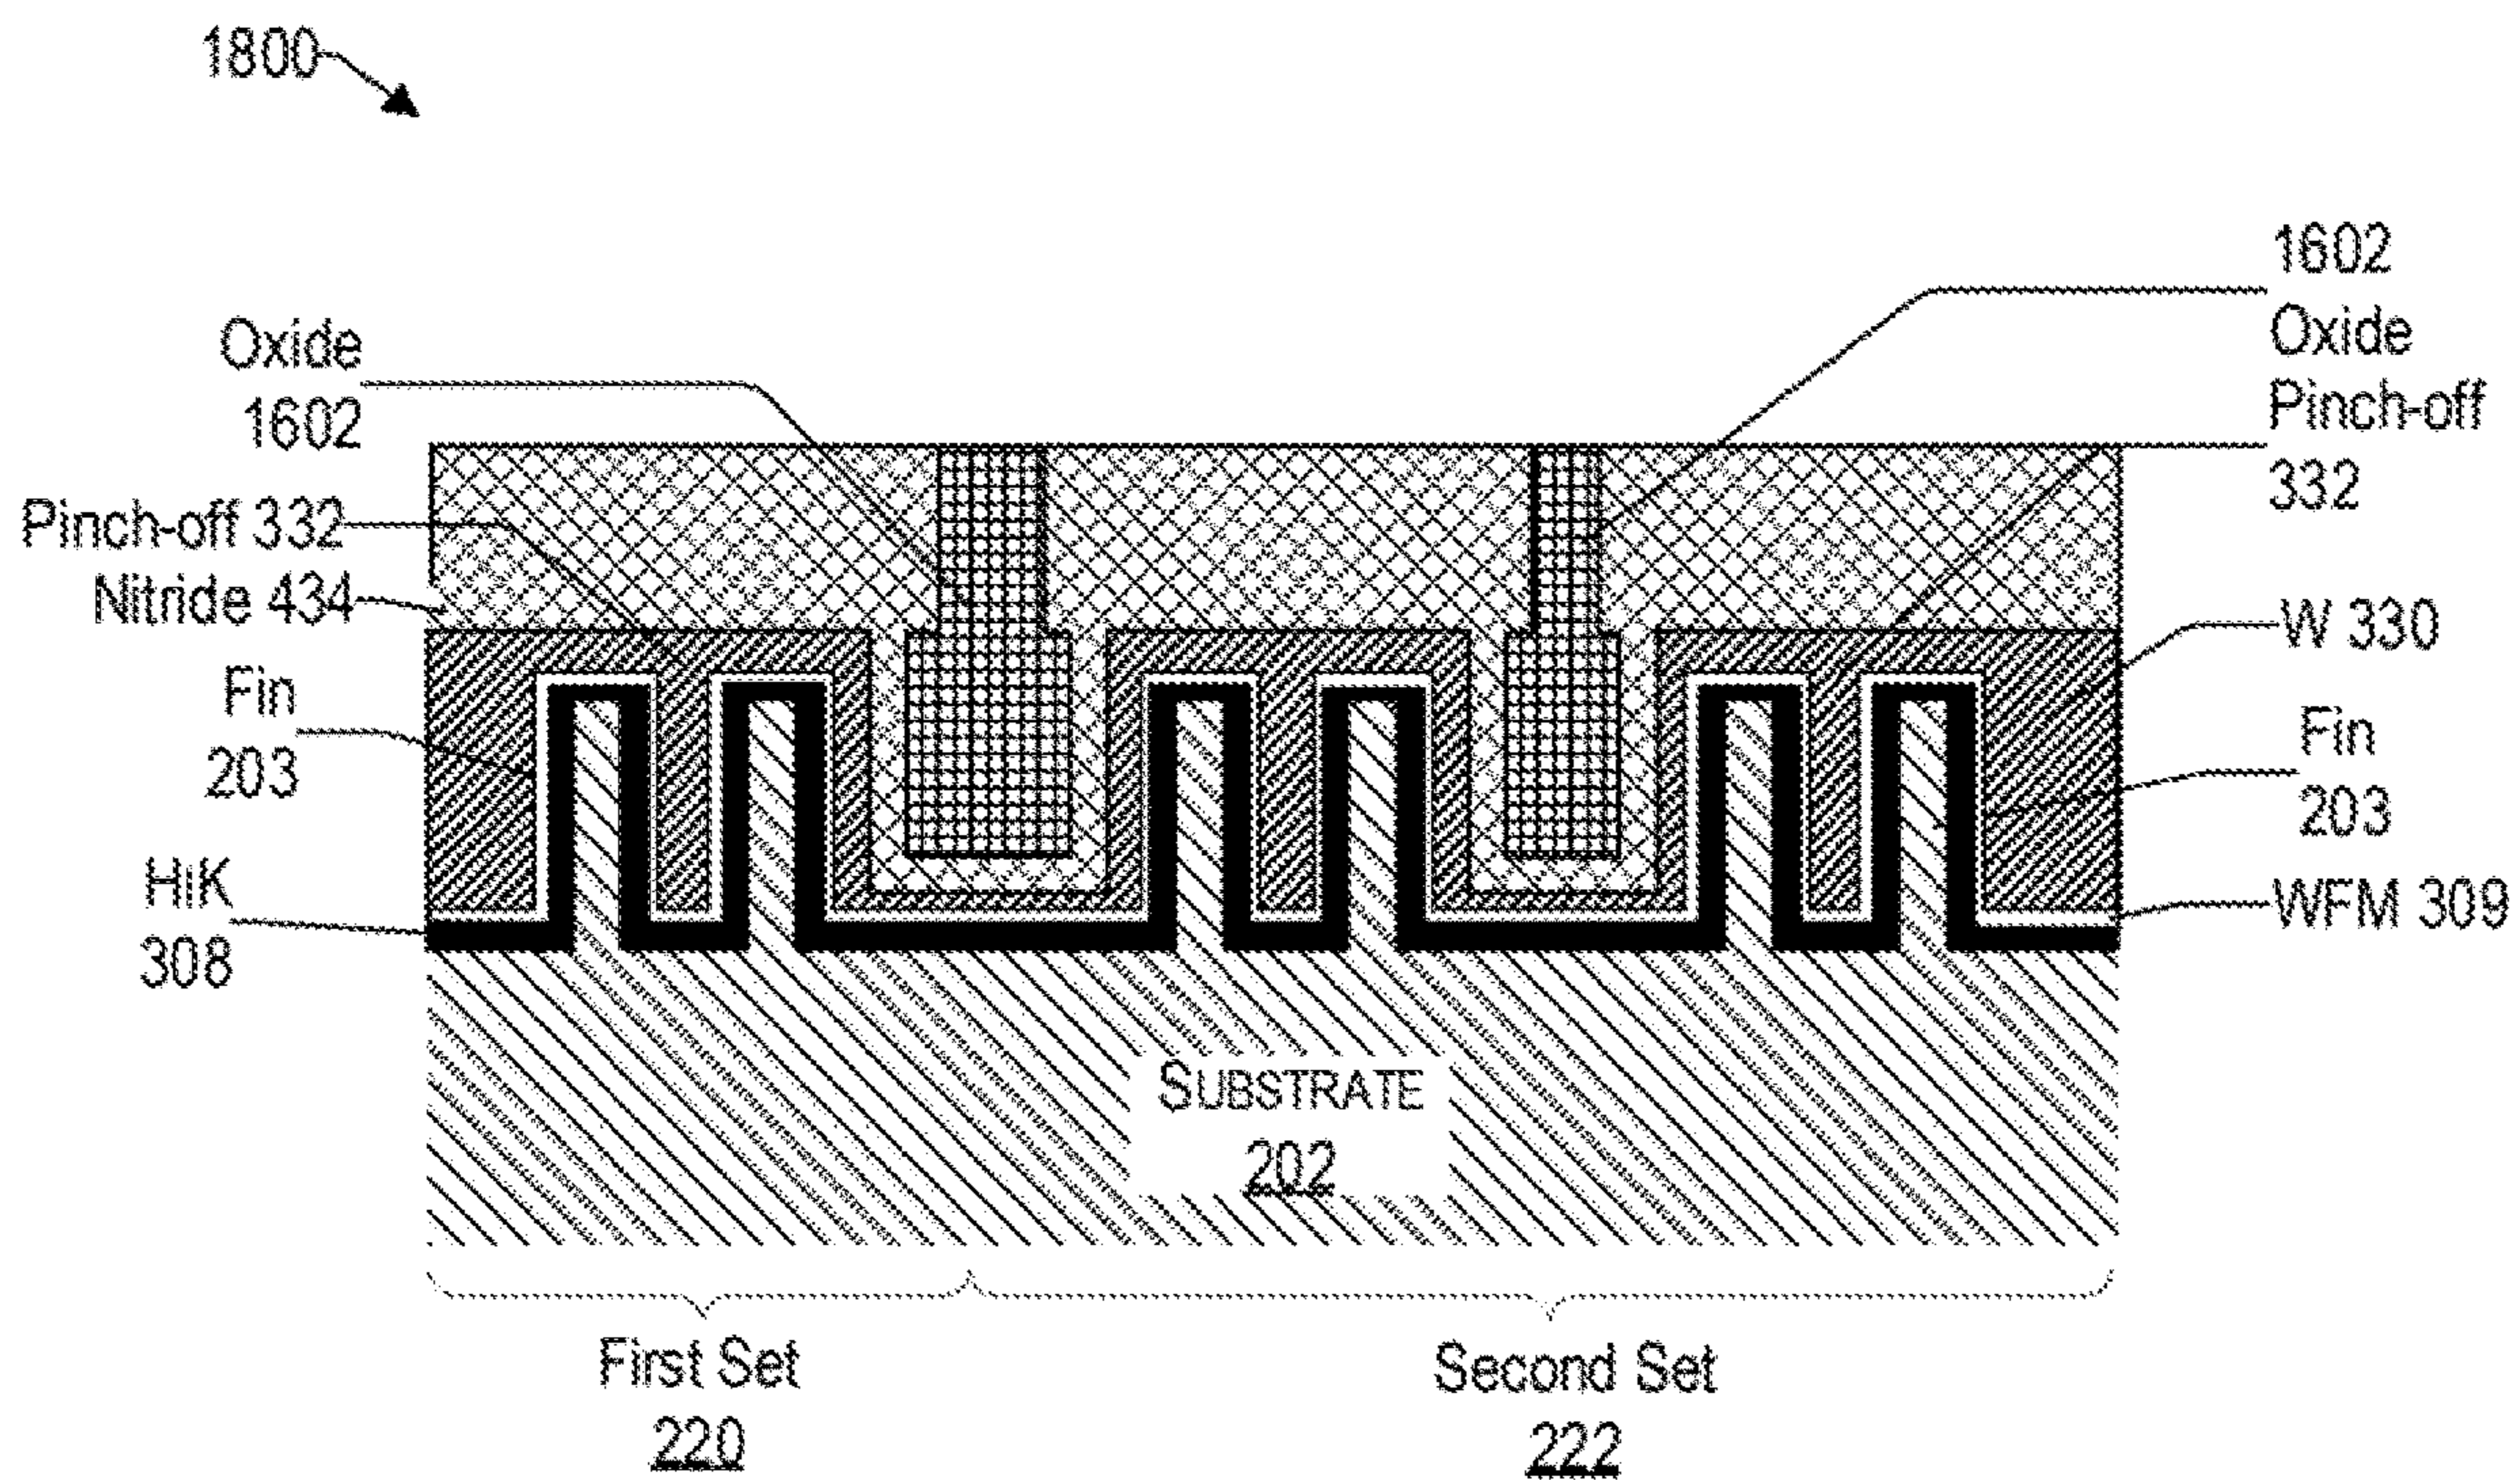 1800
Oxide
1602
Pinch-off 332
Nitride 434
Fin
203
HiK
308
1602
Oxide
Pinch-off
332
W 330
Fin
203
WFM 309
SUBSTRATE
202
First Set
220
Second Set
222